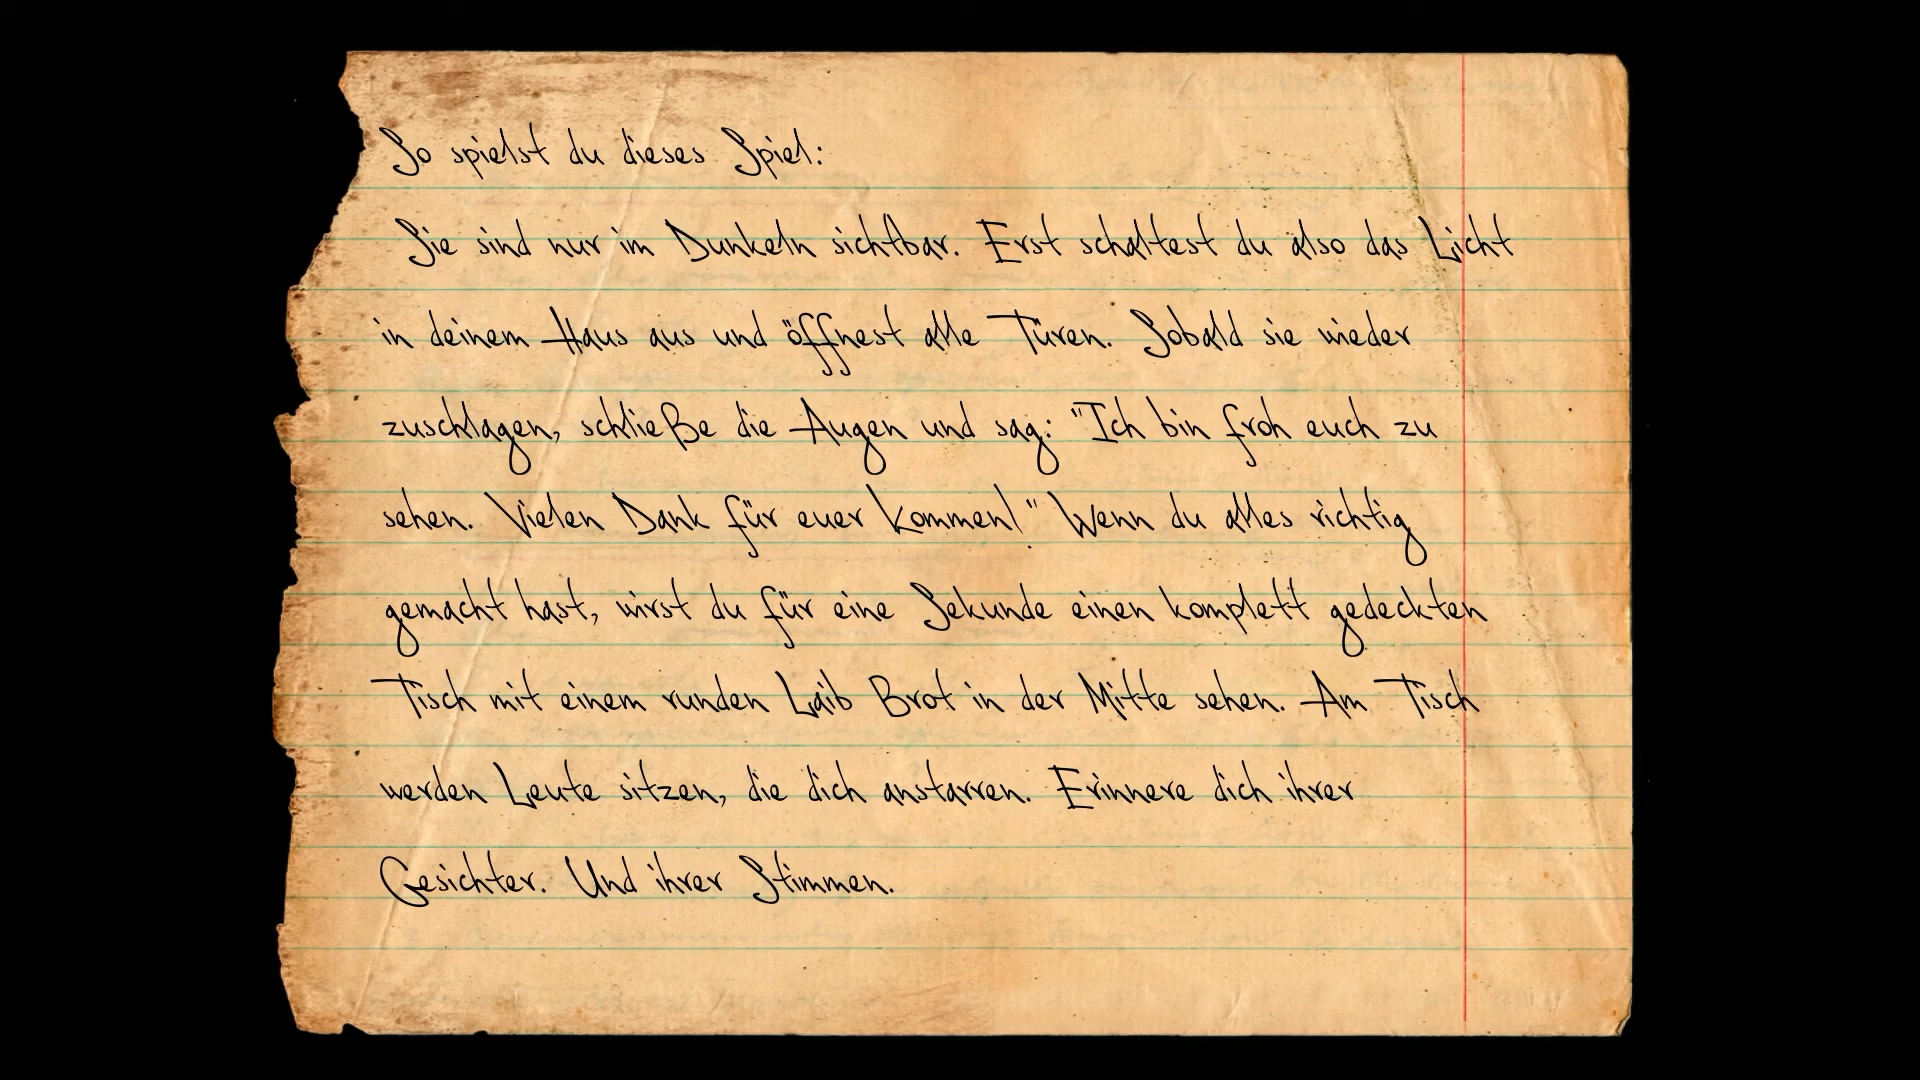 So spielst du dieses Spiel:
Sie sind nur im Dunkeln sichtbar. Erst schaltest du also das Licht
in deinem Haus aus und öffnest alle Türen. Sobald sie wieder
zuschlagen, schließe die Augen und sag: "Ich bin froh euch zu
sehen. Vielen Dank für euer kommen!" Wenn du alles richtig
gemacht hast, wirst du für eine Sekunde einen komplett gedeckten
Tisch mit einem runden Laib Brot in der Mitte sehen. Am Tisch
werden Leute sitzen, die dich anstarren. Erinnere dich ihrer
Gesichter. Und ihrer Stimmen.